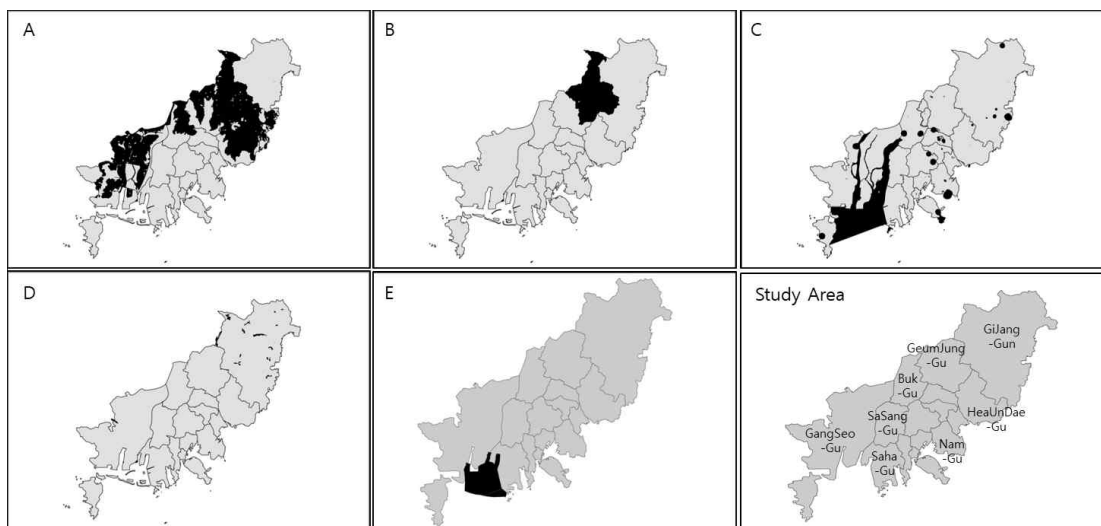 A
B
C
D
E
Study Area
GiJang
-Gun
GeumJung
-Gu
Buk
-Gu
SaSang
-Gu
HeaUnDae
-Gu
GangSeo
-Gu
Nam
-Gu
Saha
-Gu